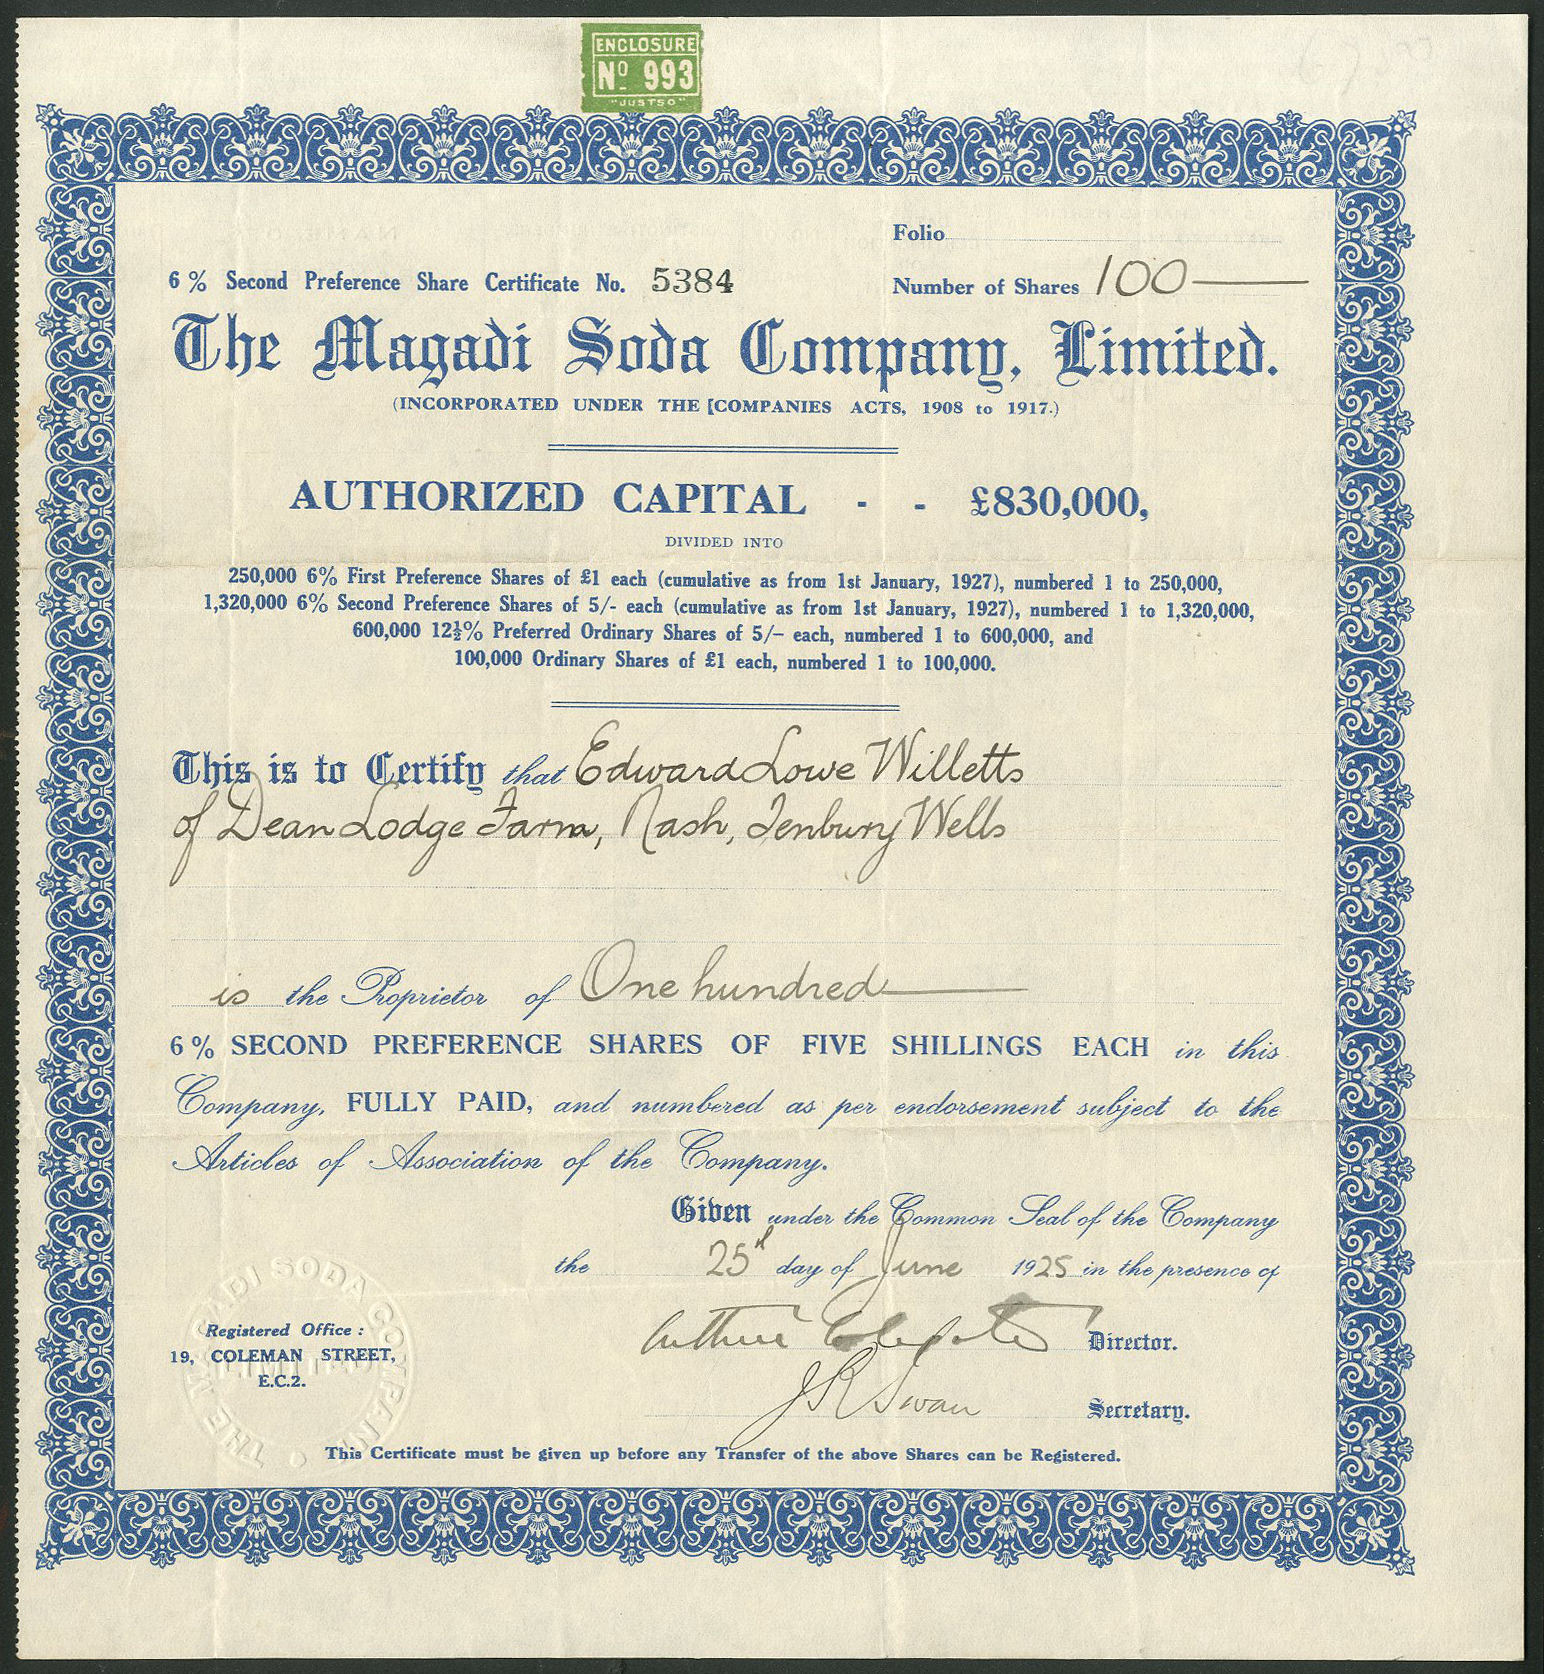 ENCLOSURE
Nº 993
"JUSTSO"
Folio
6 % Second Preference Share Certificate No. 5384
Number of Shares 100
The Magadi Soda Company, Limited.
(INCORPORATED UNDER THE [COMPANIES ACTS, 1908 to 1917.)
AUTHORIZED CAPITAL - - £830,000,
DIVIDED INTO
250,000 6% First Preference Shares of £1 each (cumulative as from 1st January, 1927), numbered 1 to 250,000,
1,320,000 6% Second Preference Shares of 5/- each (cumulative as from 1st January, 1927), numbered 1 to 1,320,000,
600,000 12½% Preferred Ordinary Shares of 5/- each, numbered 1 to 600,000, and
100,000 Ordinary Shares of £1 each, numbered 1 to 100,000.
This is to Certify that Edward Lowe Willetts
of Dean Lodge Farm, Nash, Tenbury Wells
is the Proprietor of One hundred
6 % SECOND PREFERENCE SHARES OF FIVE SHILLINGS EACH in this
Company, FULLY PAID, and numbered as per endorsement subject to the
Articles of Association of the Company.
Given under the Common Seal of the Company
the 25th day of June 1925 in the presence of
Arthur Director.
J R Swan Secretary.
THE MAGADI SODA COMPANY
LIMITED
Registered Office :
19, COLEMAN STREET,
E.C.2.
This Certificate must be given up before any Transfer of the above Shares can be Registered.